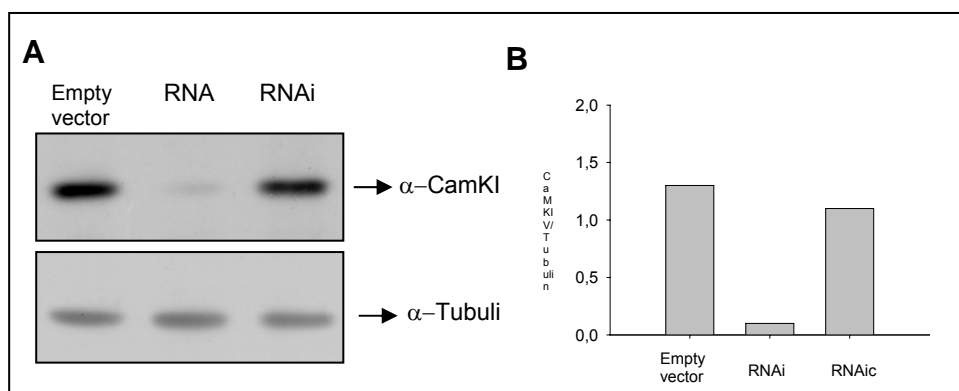 A
Empty
vector
RNA
RNAi
α–CamKI
α–Tubuli
B
2,0
1,5
1,0
0,5
0,0
C
a M
KI
V/
T
u
b
uli
n
Empty
vector
RNAi
RNAic